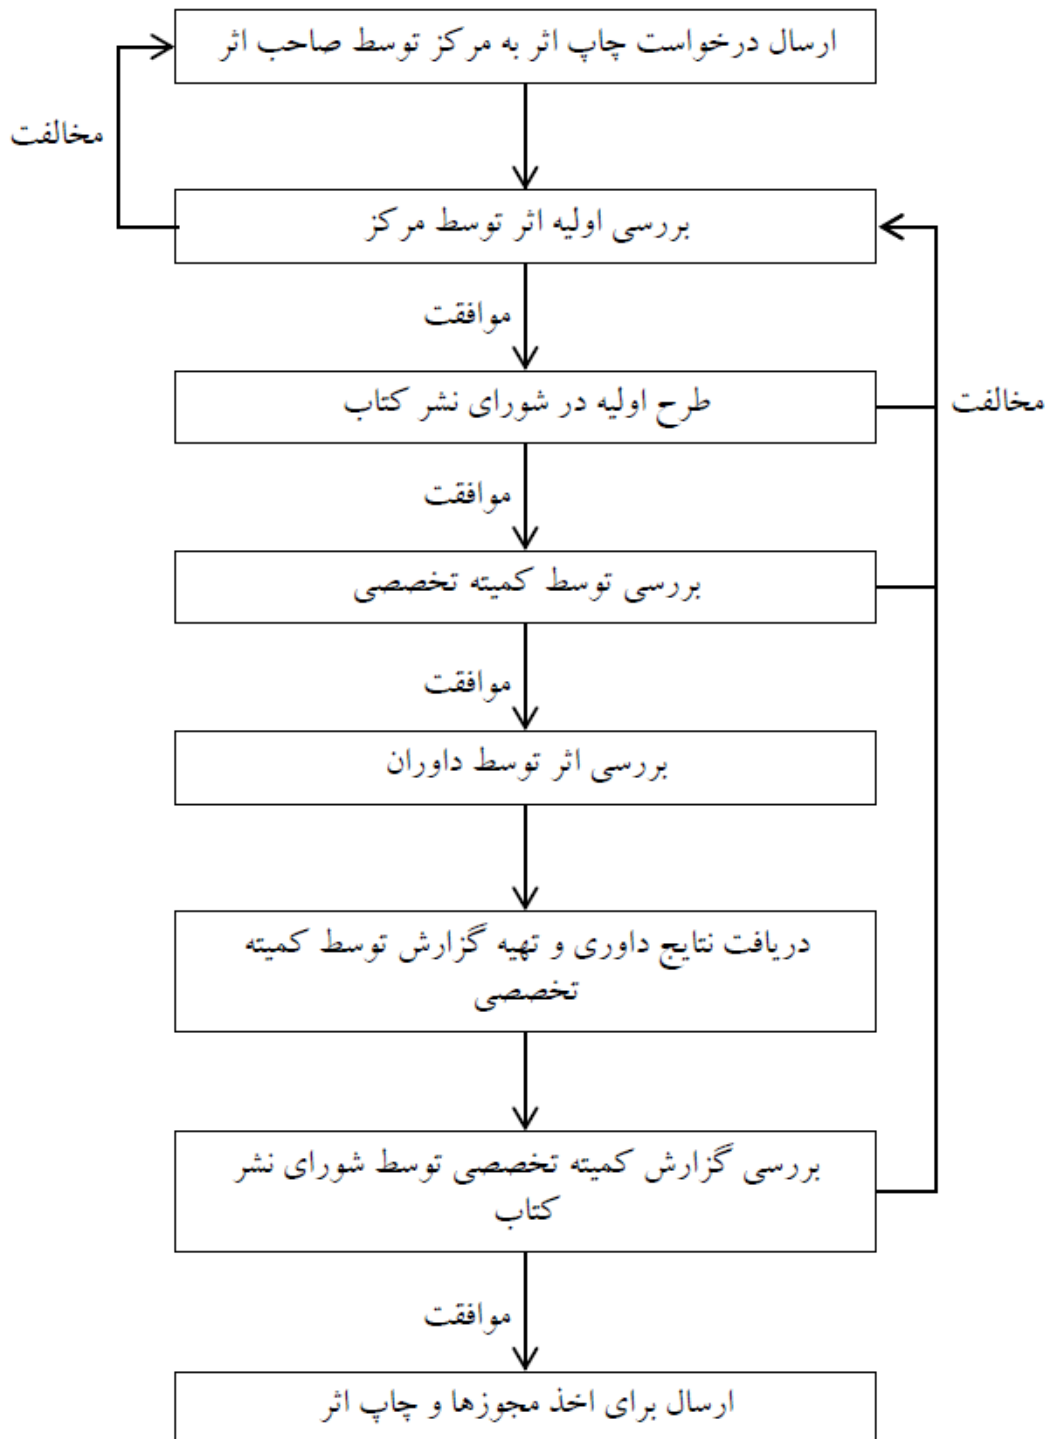 ارسال درخواست چاپ اثر به مرکز توسط صاحب اثر
مخالفت
بررسی اولیه اثر توسط مرکز
موافقت
طرح اولیه در شورای نشر کتاب
مخالفت
موافقت
بررسی توسط کمیته تخصصی
موافقت
بررسی اثر توسط داوران
دریافت نتایج داوری و تهیه گزارش توسط کمیته
تخصصی
بررسی گزارش کمیته تخصصی توسط شورای نشر
کتاب
موافقت
ارسال برای اخذ مجوزها و چاپ اثر